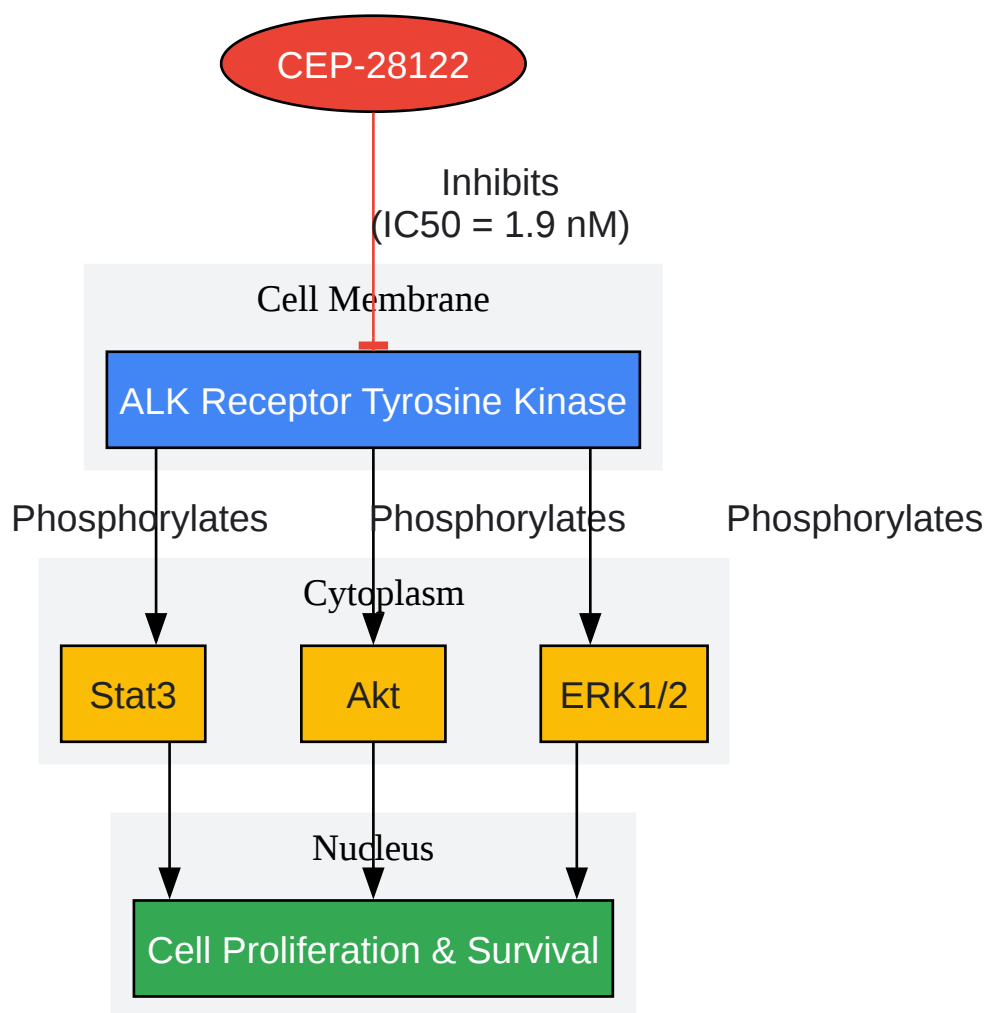 CEP-28122
Inhibits
(IC50 = 1.9 nM)
Cell Membrane
ALK Receptor Tyrosine Kinase
Phosphorylates
Phosphorylates
Phosphorylates
Cytoplasm
Stat3
Akt
ERK1/2
Nucleus
Cell Proliferation & Survival